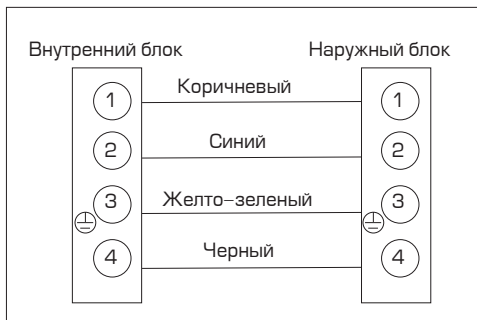 Внутренний блок Наружный блок
1 Коричневый 1
2 Синий 2
3 Желто-зеленый 3
4 Черный 4